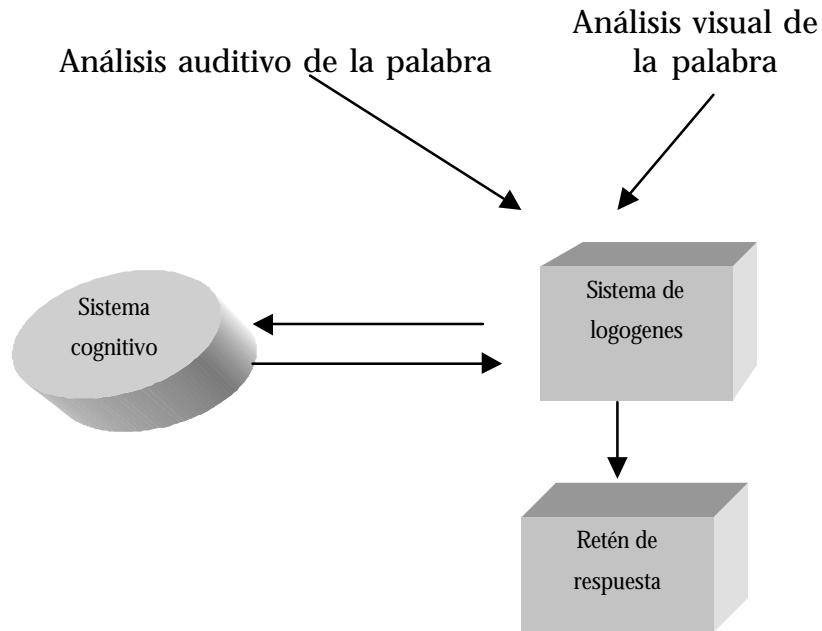 Análisis auditivo de la palabra
Análisis visual de
la palabra
Sistema
cognitivo
Sistema de
logogenes
Retén de
respuesta